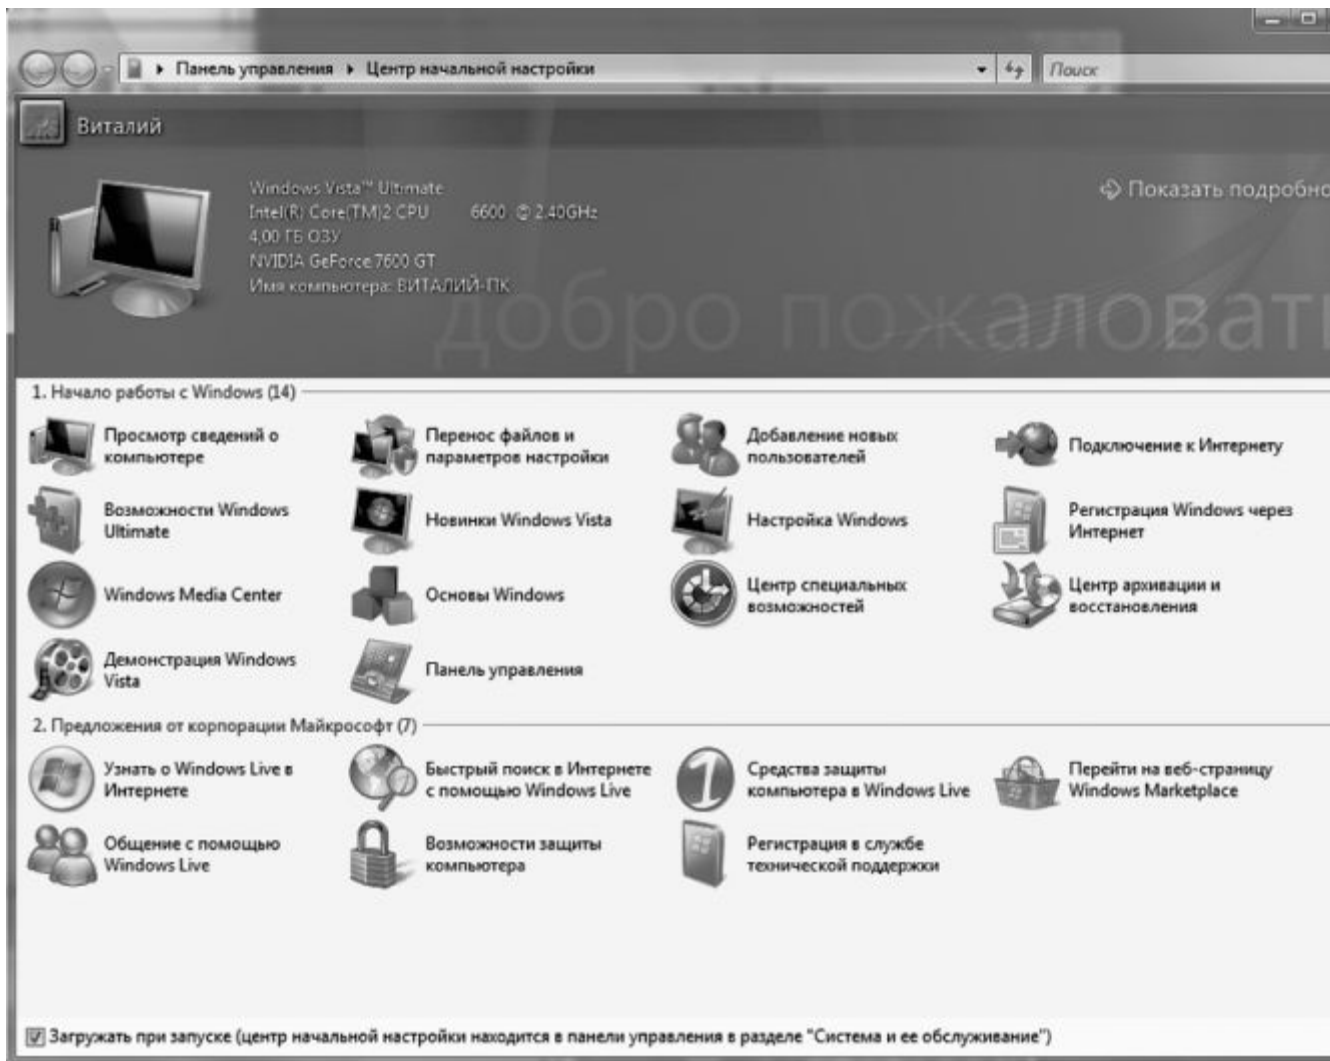 Панель управления ▸ Центр начальной настройки
Поиск
Виталий
Windows Vista™ Ultimate
Intel(R) Core(TM)2 CPU 6600 @ 2.40GHz
4,00 ГБ ОЗУ
NVIDIA GeForce 7600 GT
Имя компьютера: ВИТАЛИЙ-ПК
Показать подробно
добро пожаловать
1. Начало работы с Windows (14)
Просмотр сведений о
компьютере
Перенос файлов и
параметров настройки
Добавление новых
пользователей
Подключение к Интернету
Возможности Windows
Ultimate
Новинки Windows Vista
Настройка Windows
Регистрация Windows через
Интернет
Windows Media Center
Основы Windows
Центр специальных
возможностей
Центр архивации и
восстановления
Демонстрация Windows
Vista
Панель управления
2. Предложения от корпорации Майкрософт (7)
Узнать о Windows Live в
Интернете
Быстрый поиск в Интернете
с помощью Windows Live
Средства защиты
компьютера в Windows Live
Перейти на веб-страницу
Windows Marketplace
Общение с помощью
Windows Live
Возможности защиты
компьютера
Регистрация в службе
технической поддержки
Загружать при запуске (центр начальной настройки находится в панели управления в разделе "Система и ее обслуживание")